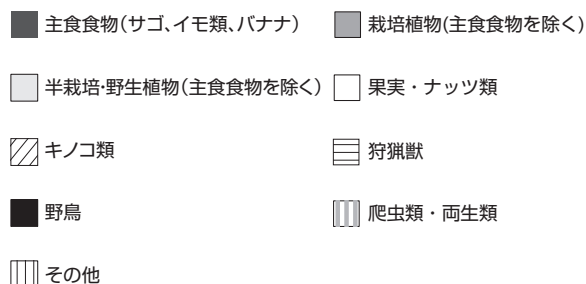 主食食物（サゴ、イモ類、バナナ）
栽培植物(主食食物を除く)
半栽培・野生植物（主食食物を除く）
果実・ナッツ類
キノコ類
狩猟獣
野鳥
爬虫類・両生類
その他